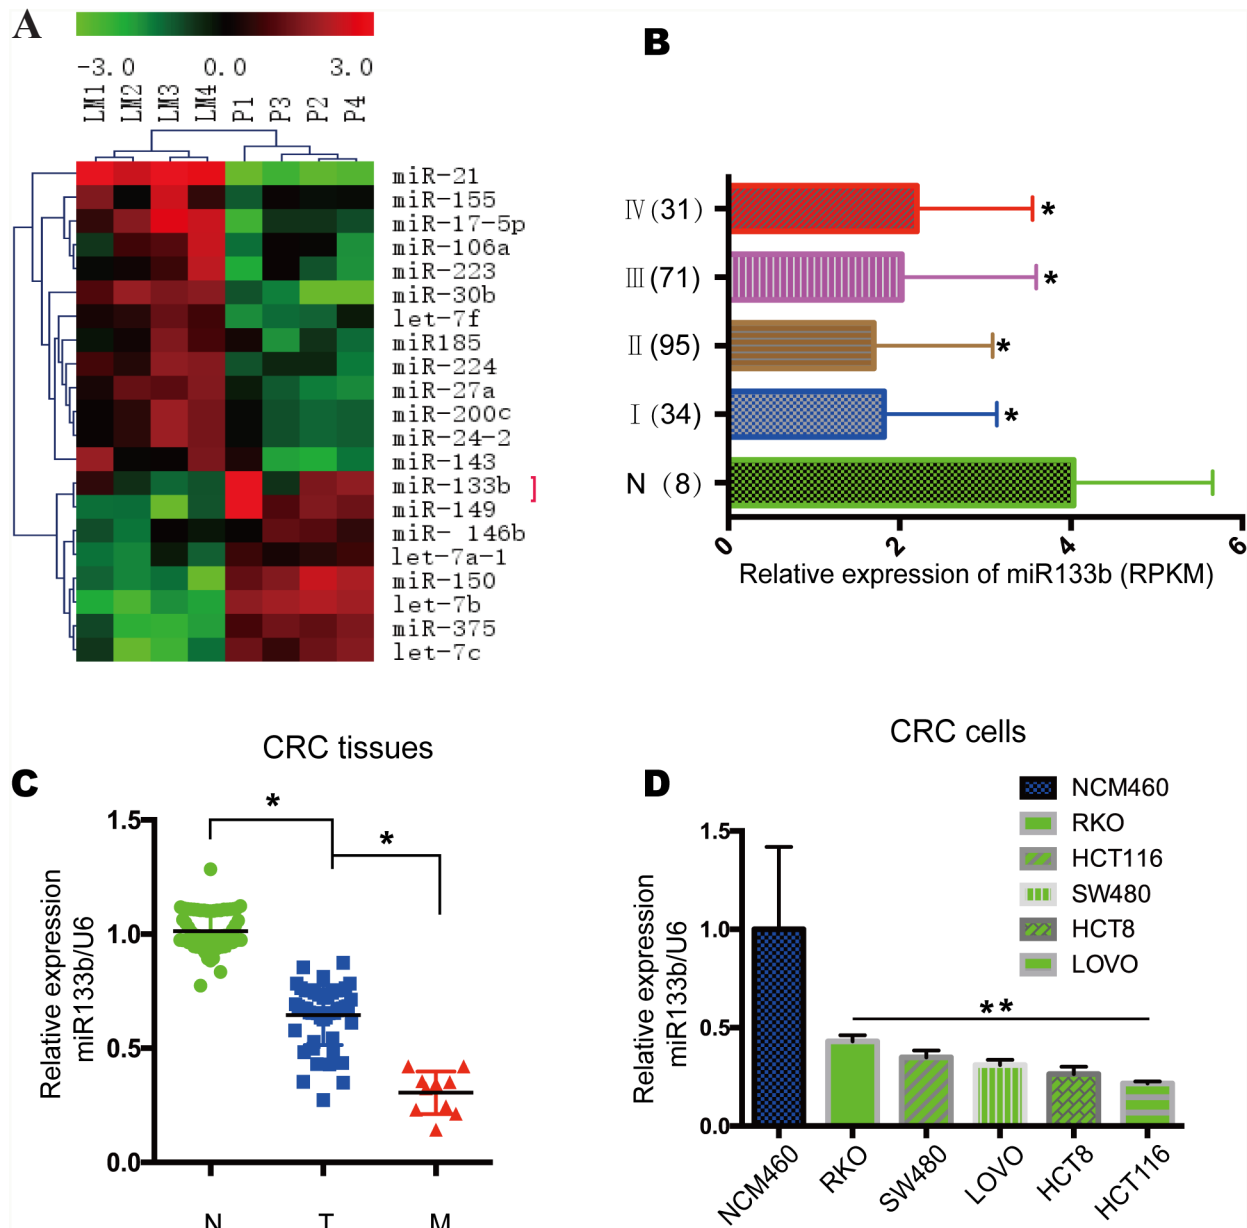 A
-3.0 0.0 3.0
LM1 LM2 LM3 LM4 P1 P3 P2 P4
miR-21
miR-155
miR-17-5p
miR-106a
miR-223
miR-30b
let-7f
miR185
miR-224
miR-27a
miR-200c
miR-24-2
miR-143
miR-133b
miR-149
miR- 146b
let-7a-1
miR-150
let-7b
miR-375
let-7c
B
Ⅳ(31)
*
Ⅲ(71)
*
Ⅱ(95)
*
Ⅰ(34)
*
N (8)
0 2 4 6
Relative expression of miR133b (RPKM)
C
CRC tissues
Relative expression
miR133b/U6
1.5
1.0
0.5
0.0
*
*
N T M
D
CRC cells
NCM460
RKO
HCT116
SW480
HCT8
LOVO
Relative expression
miR133b/U6
1.5
1.0
0.5
0.0
**
NCM460 RKO SW480 LOVO HCT8 HCT116